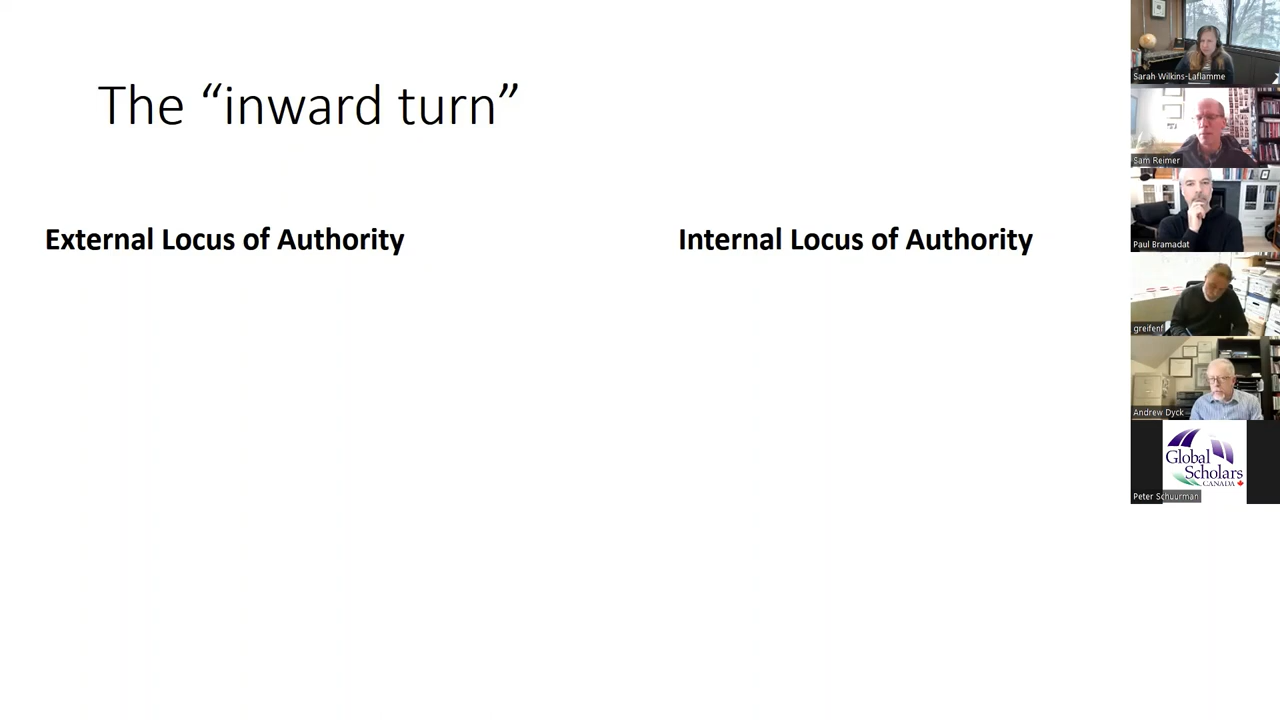 The “inward turn”
External Locus of Authority
Internal Locus of Authority
Sarah Wilkins-Laflamme
Sam Reimer
Paul Bramadat
greifenf
Andrew Dyck
Global
Scholars
CANADA
Peter Schuurman